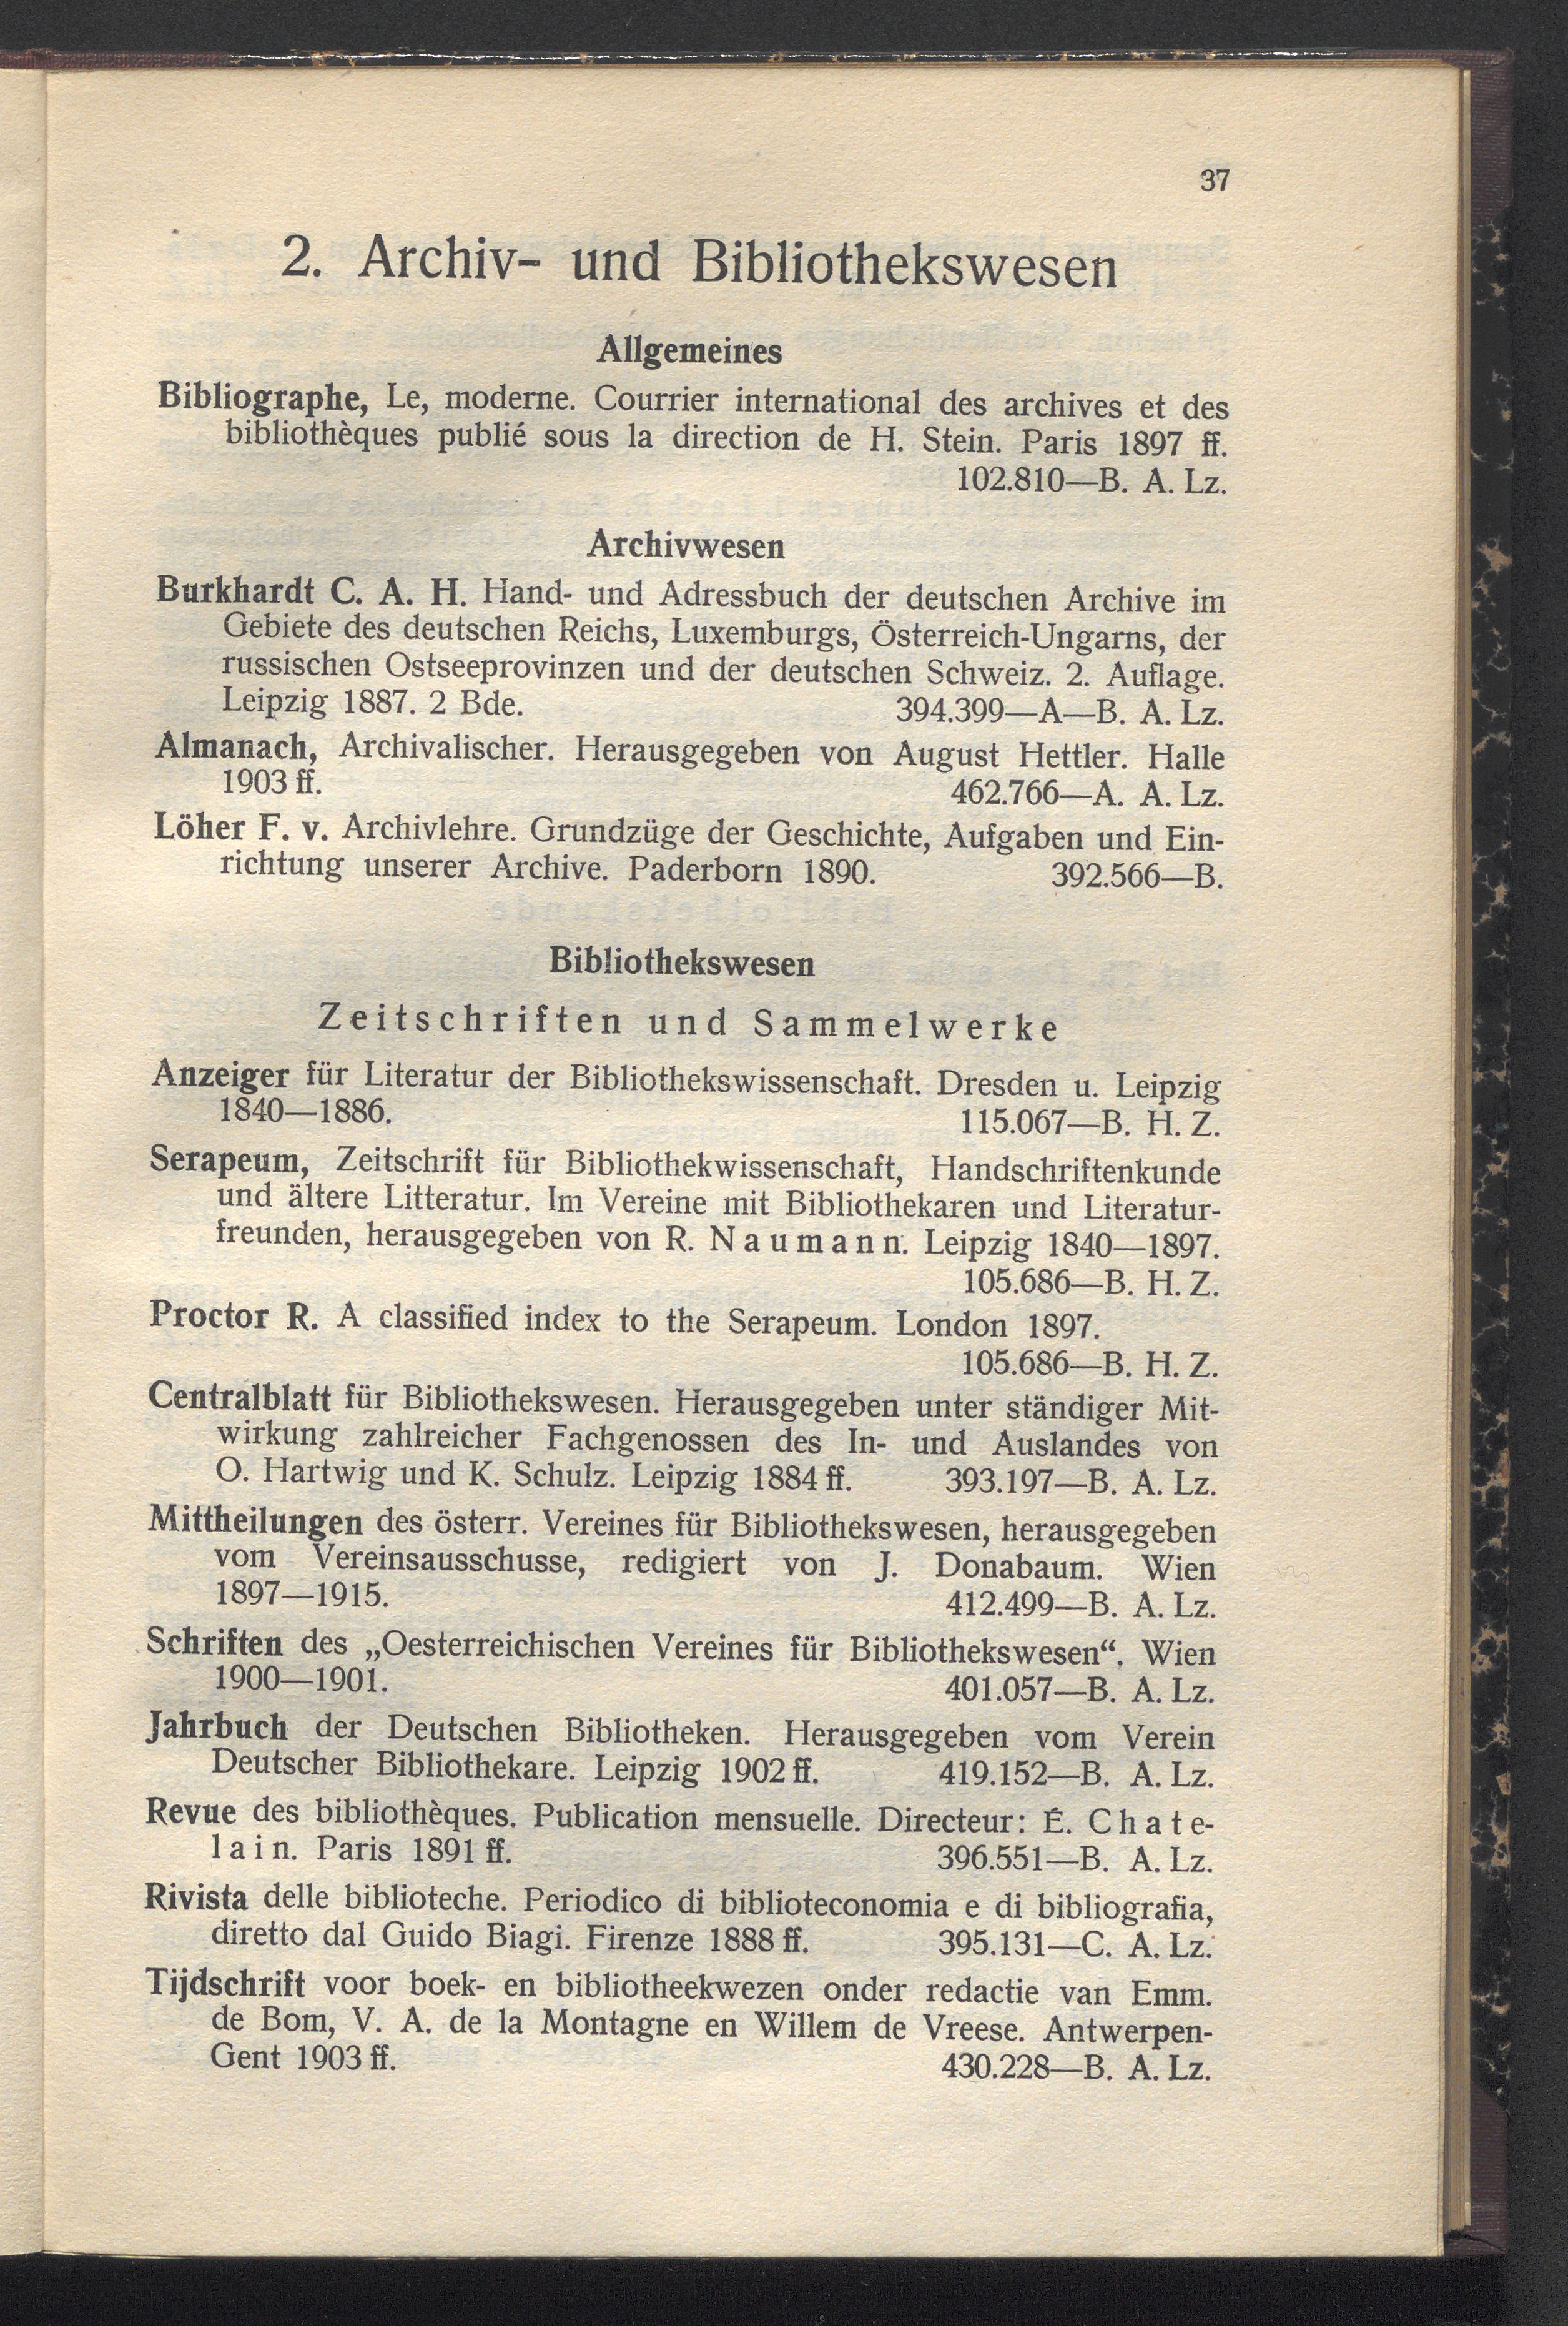 37
2. Archiv- und Bibliothekswesen
Allgemeines
Bibliographe, Le, moderne. Courrier international des archives et des
bibliothèques publié sous la direction de H. Stein. Paris 1897 ff.
102.810—B. A. Lz.
Archivwesen
Burkhardt C. A. H. Hand- und Adressbuch der deutschen Archive im
Gebiete des deutschen Reichs, Luxemburgs, Österreich-Ungarns, der
russischen Ostseeprovinzen und der deutschen Schweiz. 2. Auflage.
Leipzig 1887. 2 Bde. 394.399—A—B. A. Lz.
Almanach, Archivalischer. Herausgegeben von August Hettler. Halle
1903 ff. 462.766—A. A. Lz.
Löher F. v. Archivlehre. Grundzüge der Geschichte, Aufgaben und Ein-
richtung unserer Archive. Paderborn 1890. 392.566—B.
Bibliothekswesen
Zeitschriften und Sammelwerke
Anzeiger für Literatur der Bibliothekswissenschaft. Dresden u. Leipzig
1840—1886. 115.067—B. H. Z.
Serapeum, Zeitschrift für Bibliothekwissenschaft, Handschriftenkunde
und ältere Litteratur. Im Vereine mit Bibliothekaren und Literatur-
freunden, herausgegeben von R. Naumann. Leipzig 1840—1897.
105.686—B. H. Z.
Proctor R. A classified index to the Serapeum. London 1897.
105.686—B. H. Z.
Centralblatt für Bibliothekswesen. Herausgegeben unter ständiger Mit-
wirkung zahlreicher Fachgenossen des In- und Auslandes von
O. Hartwig und K. Schulz. Leipzig 1884 ff. 393.197—B. A. Lz.
Mittheilungen des österr. Vereines für Bibliothekswesen, herausgegeben
vom Vereinsausschusse, redigiert von J. Donabaum. Wien
1897—1915. 412.499—B. A. Lz.
Schriften des „Oesterreichischen Vereines für Bibliothekswesen“. Wien
1900—1901. 401.057—B. A. Lz.
Jahrbuch der Deutschen Bibliotheken. Herausgegeben vom Verein
Deutscher Bibliothekare. Leipzig 1902 ff. 419.152—B. A. Lz.
Revue des bibliothèques. Publication mensuelle. Directeur: É. Chate-
lain. Paris 1891 ff. 396.551—B. A. Lz.
Rivista delle biblioteche. Periodico di biblioteconomia e di bibliografia,
diretto dal Guido Biagi. Firenze 1888 ff. 395.131—C. A. Lz.
Tijdschrift voor boek- en bibliotheekwezen onder redactie van Emm.
de Bom, V. A. de la Montagne en Willem de Vreese. Antwerpen-
Gent 1903 ff. 430.228—B. A. Lz.